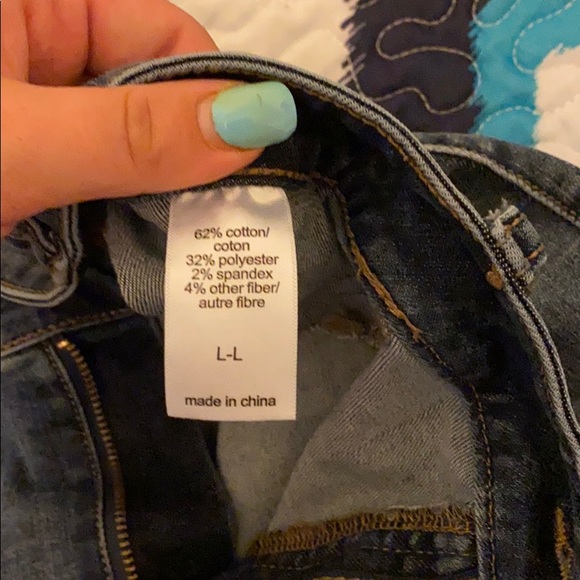 62% cotton/
coton
32% polyester
2% spandex
4% other fiber/
autre fibre
L-L
made in china